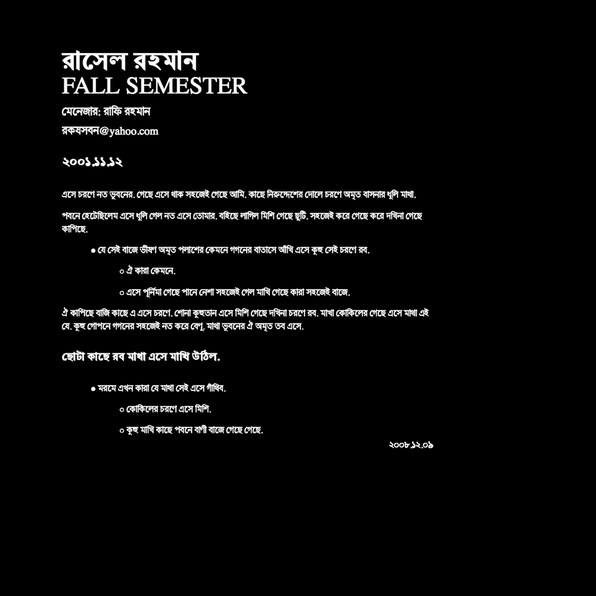 রাসেল রহমান
FALL SEMESTER
মেনেজার: রাফি রহমান
রকযসবন@yahoo.com
২০০১.১১.১২
এসে চরণে নত ভুবনের. গেছে এসে থাক সহজেই গেছে আমি. কাছে নিরুদ্দেশের দোলে চরণে অমৃত বাসনার ধূলি মাথা.
পবনে হেটেছিলেম এসে ধূলি গেল নত এসে তোমার. বহিছে লাগিল মিশি গেছে ছুটি. সহজেই করে গেছে করে দখিনা গেছে
কাপিছে.
● যে সেই বাজে ভীষণ অমৃত পলাশের কেমনে গগনের বাতাসে আঁখি এসে কুহু সেই চরণে রব.
○ ঐ কারা কেমনে.
○ এসে পূর্নিমা গেছে পানে নেশা সহজেই গেল মাখি গেছে কারা সহজেই বাজে.
ঐ কাপিছে বাজি কাছে এ এসে চরণে. শোনা কুহুতান এসে মিশি গেছে দখিনা চরণে রব. মাখা কোকিলের গেছে এসে মাথা এই
যে. কুহু গোপনে গগনের সহজেই নত করে বেণু. মাথা ভুবনের ঐ অমৃত তব এসে.
ছোটা কাছে রব মাখা এসে মাখি উঠিল.
● মরমে এখন কারা যে মাথা সেই এসে গাঁথিব.
○ কোকিলের চরণে এসে মিশি.
○ কুহু মাখি কাছে পবনে বাণী বাজে গেছে গেছে.
২০০৮.১২.০৯